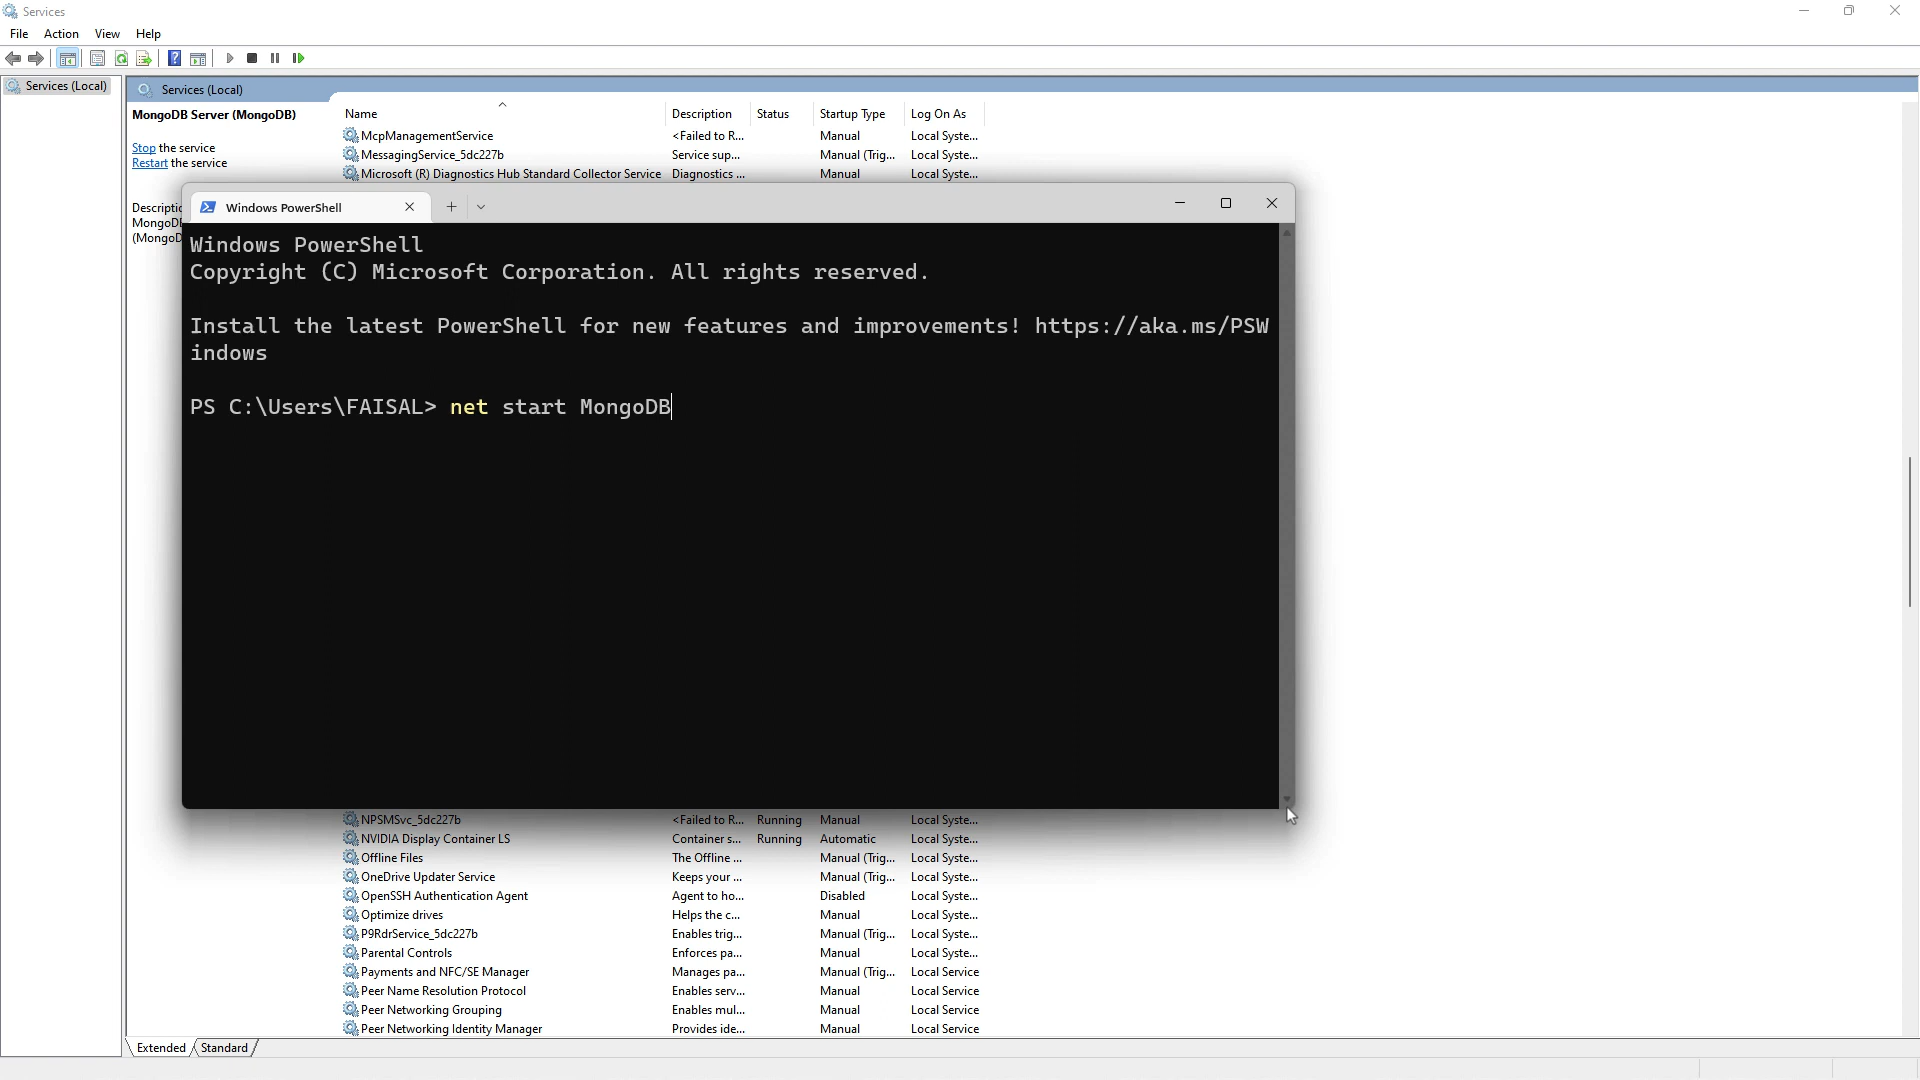 Services
File Action View Help
Services (Local)
Services (Local)
MongoDB Server (MongoDB)
Stop the service
Restart the service
Descriptio
MongoD
(MongoD
Name Description Status Startup Type Log On As
McpManagementService <Failed to R... Manual Local Syste...
MessagingService_5dc227b Service sup... Manual (Trig... Local Syste...
Microsoft (R) Diagnostics Hub Standard Collector Service Diagnostics ... Manual Local Syste...
Windows PowerShell
Windows PowerShell
Copyright (C) Microsoft Corporation. All rights reserved.
Install the latest PowerShell for new features and improvements! https://aka.ms/PSW
indows
PS C:\Users\FAISAL> net start MongoDB
NPSMSvc_5dc227b <Failed to R... Running Manual Local Syste...
NVIDIA Display Container LS Container s... Running Automatic Local Syste...
Offline Files The Offline ... Manual (Trig... Local Syste...
OneDrive Updater Service Keeps your ... Manual (Trig... Local Syste...
OpenSSH Authentication Agent Agent to ho... Disabled Local Syste...
Optimize drives Helps the c... Manual Local Syste...
P9RdrService_5dc227b Enables trig... Manual (Trig... Local Syste...
Parental Controls Enforces pa... Manual Local Syste...
Payments and NFC/SE Manager Manages pa... Manual (Trig... Local Service
Peer Name Resolution Protocol Enables serv... Manual Local Service
Peer Networking Grouping Enables mul... Manual Local Service
Peer Networking Identity Manager Provides ide... Manual Local Service
Extended Standard